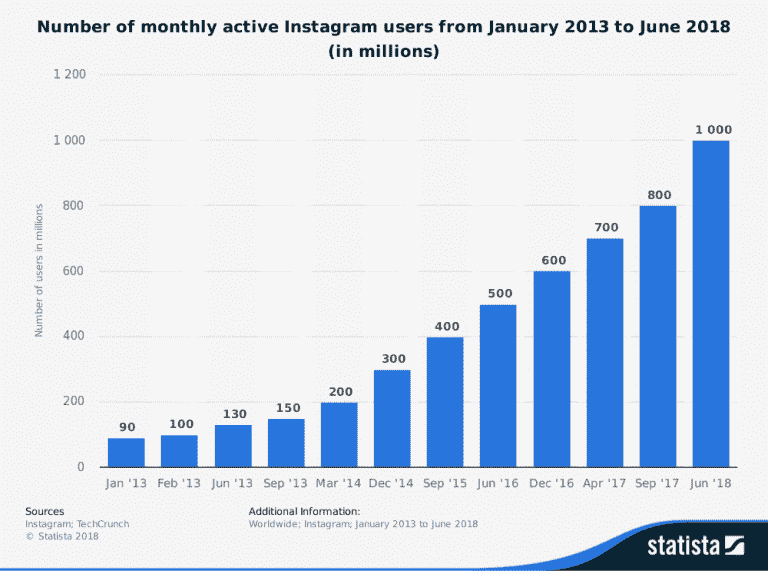 Number of monthly active Instagram users from January 2013 to June 2018
(in millions)
1 200
1 000
800
600
400
200
0
Number of users in millions
90
100
130
150
200
300
400
500
600
700
800
1 000
Jan '13
Feb '13
Jun '13
Sep '13
Mar '14
Dec '14
Sep '15
Jun '16
Dec '16
Apr '17
Sep '17
Jun '18
Sources
Instagram; TechCrunch
© Statista 2018
Additional Information:
Worldwide; Instagram; January 2013 to June 2018
statista